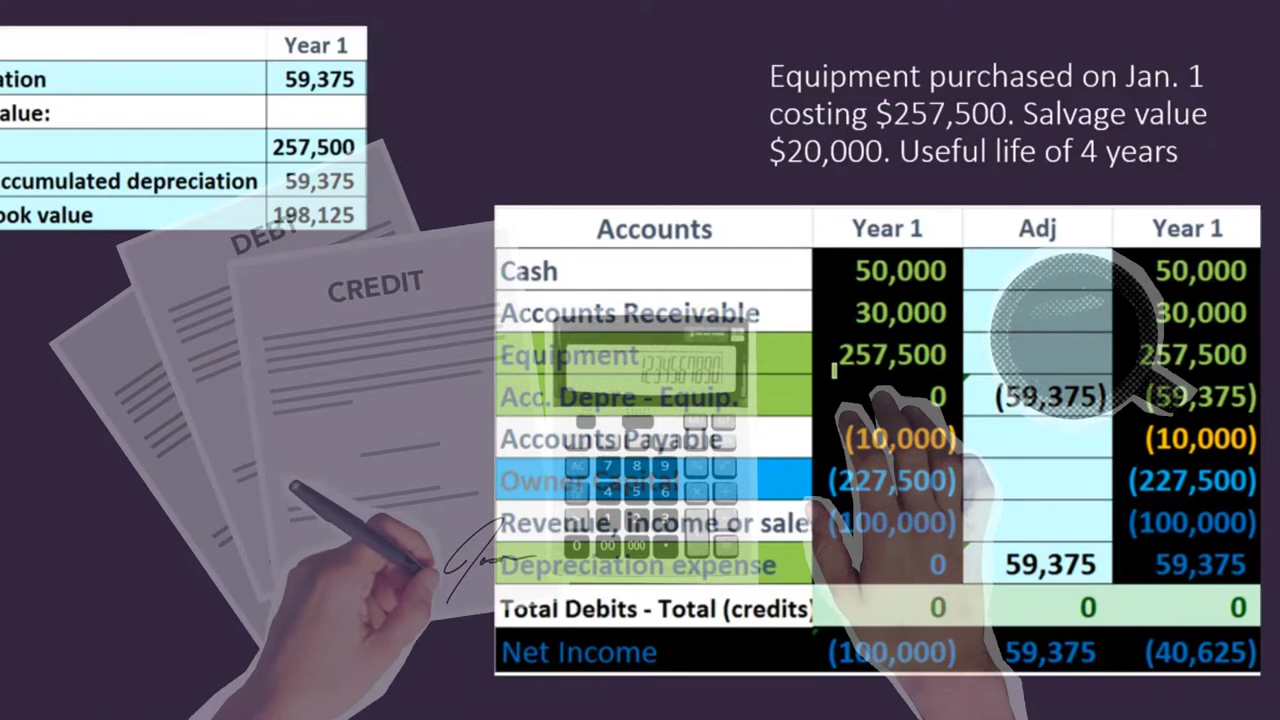 Year 1
ation 59,375
alue:
257,500
ccumulated depreciation 59,375
ook value 198,125
Equipment purchased on Jan. 1
costing $257,500. Salvage value
$20,000. Useful life of 4 years
DEBT
CREDIT
Accounts Year 1 Adj Year 1
Cash 50,000 50,000
Accounts Receivable 30,000 30,000
Equipment 257,500 257,500
Acc. Depre - Equip. 0 (59,375) (59,375)
Accounts Payable (10,000) (10,000)
Owner Capital (227,500) (227,500)
Revenue, income or sale (100,000) (100,000)
Depreciation expense 0 59,375 59,375
Total Debits - Total (credits) 0 0 0
Net Income (100,000) 59,375 (40,625)